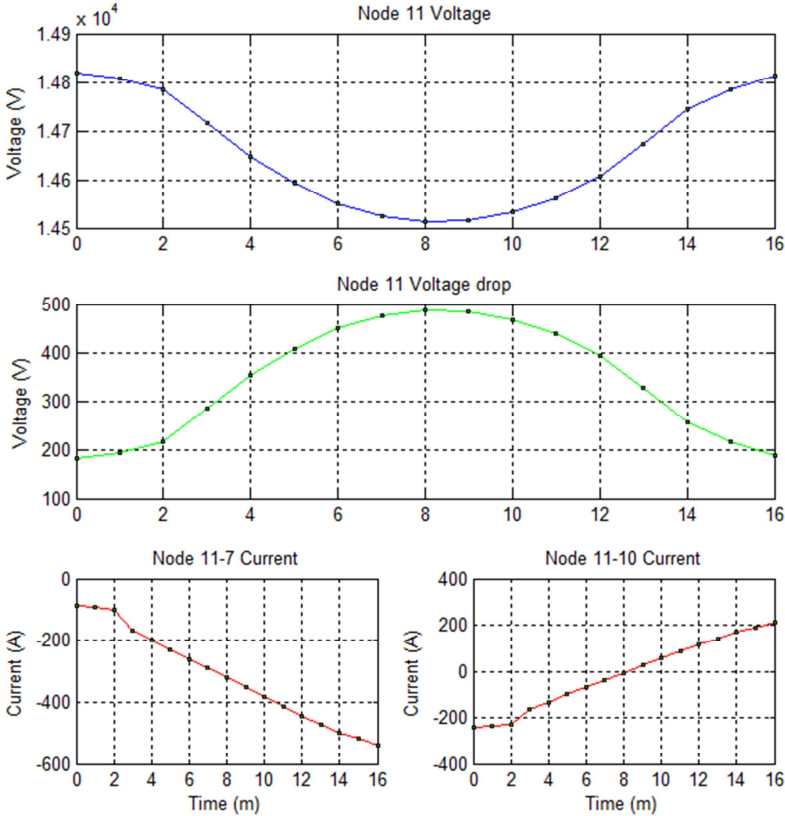 Node 11 Voltage
x 10⁴
1.49
1.48
1.47
1.46
1.45
Voltage (V)
0 2 4 6 8 10 12 14 16
Node 11 Voltage drop
500
400
300
200
100
Voltage (V)
0 2 4 6 8 10 12 14 16
Node 11-7 Current
0
-200
-400
-600
Current (A)
0 2 4 6 8 10 12 14 16
Time (m)
Node 11-10 Current
400
200
0
-200
-400
Current (A)
0 2 4 6 8 10 12 14 16
Time (m)